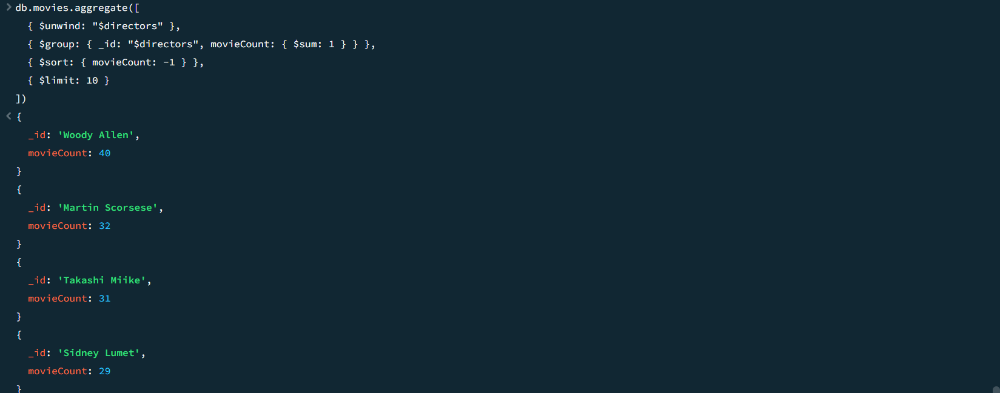 > db.movies.aggregate([
{ $unwind: "$directors" },
{ $group: { _id: "$directors", movieCount: { $sum: 1 } } },
{ $sort: { movieCount: -1 } },
{ $limit: 10 }
])
< {
_id: 'Woody Allen',
movieCount: 40
}
{
_id: 'Martin Scorsese',
movieCount: 32
}
{
_id: 'Takashi Miike',
movieCount: 31
}
{
_id: 'Sidney Lumet',
movieCount: 29
}